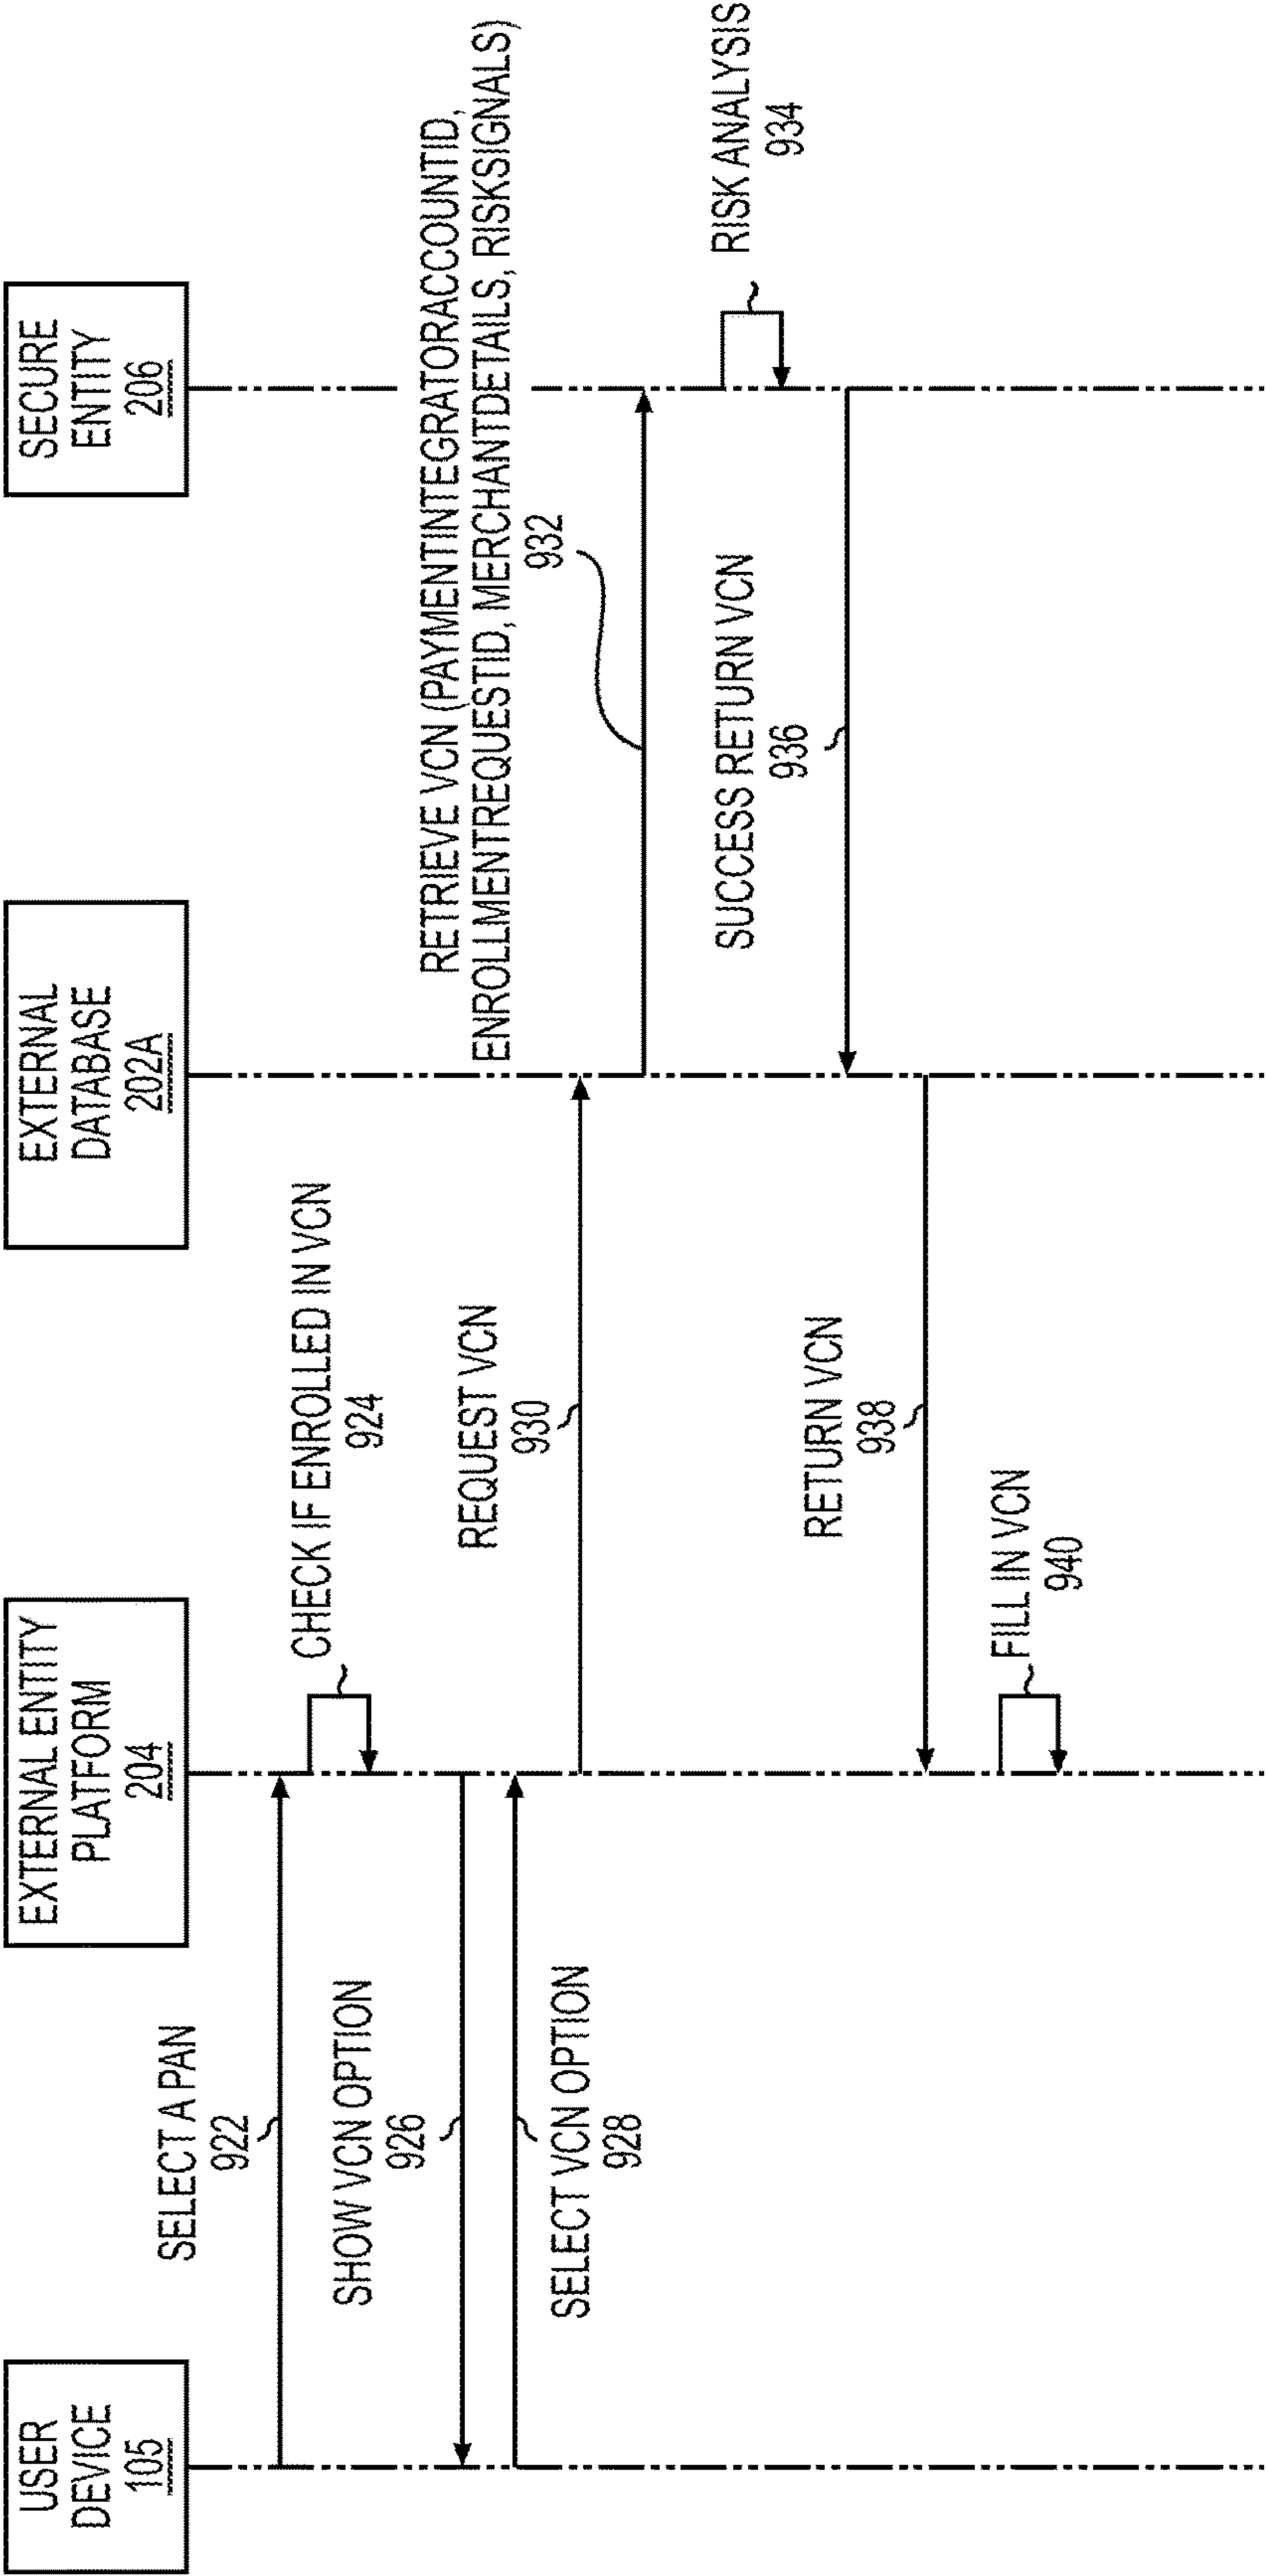 USER
DEVICE
105
EXTERNAL ENTITY
PLATFORM
204
EXTERNAL
DATABASE
202A
SECURE
ENTITY
206
SELECT A PAN
922
CHECK IF ENROLLED IN VCN
924
SHOW VCN OPTION
926
SELECT VCN OPTION
928
REQUEST VCN
930
RETRIEVE VCN (PAYMENTINTEGRATORACCOUNTID,
ENROLLMENTREQUESTID, MERCHANTDETAILS, RISKSIGNALS)
932
RISK ANALYSIS
934
SUCCESS RETURN VCN
936
RETURN VCN
938
FILL IN VCN
940